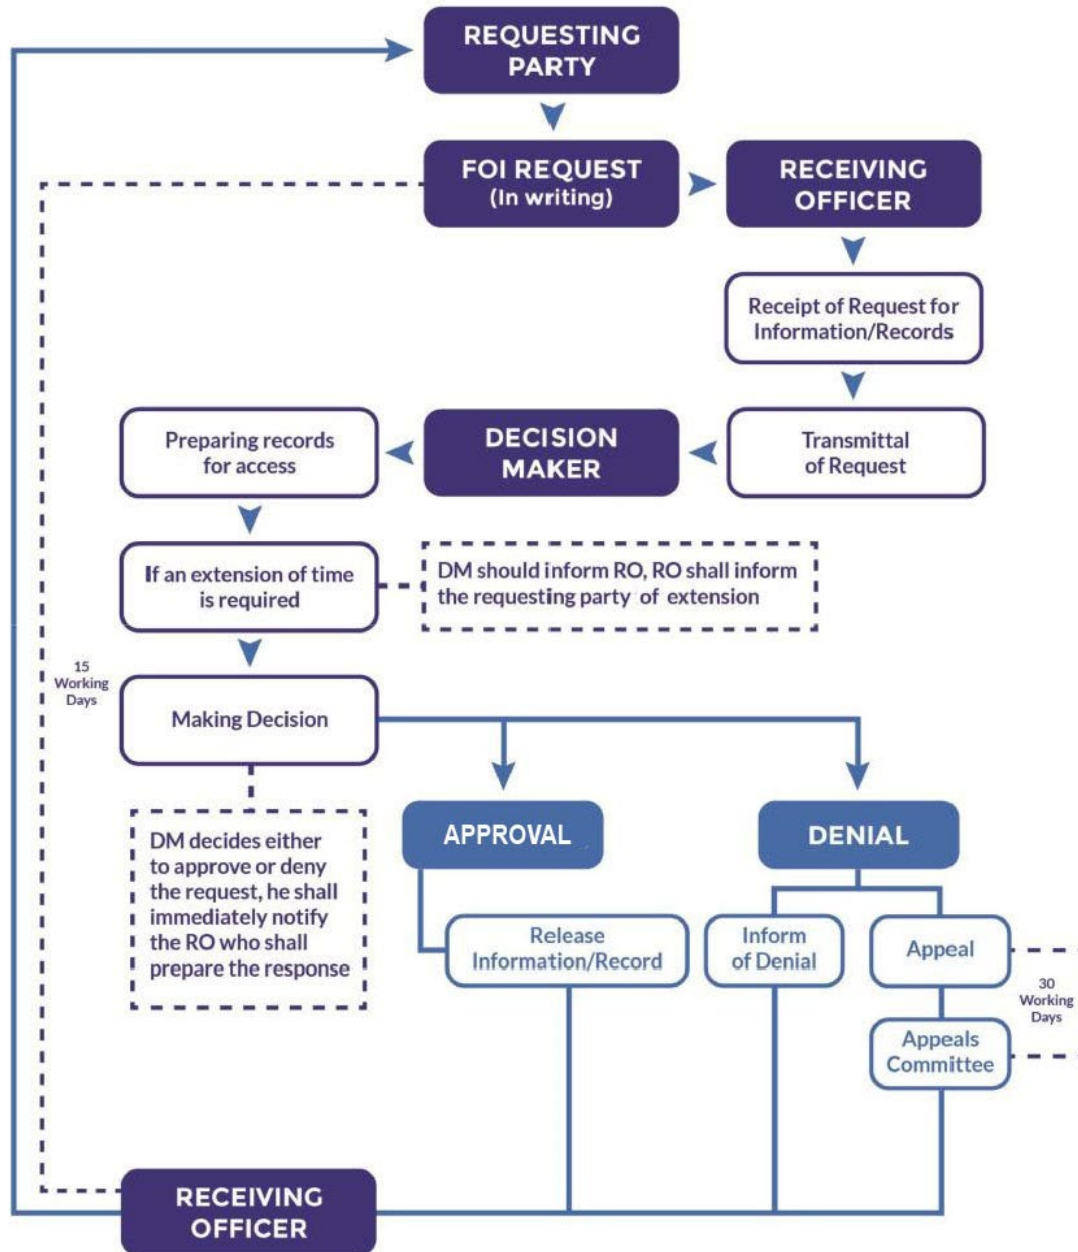 REQUESTING
PARTY
FOI REQUEST
(In writing)
RECEIVING
OFFICER
Receipt of Request for
Information/Records
Transmittal
of Request
DECISION
MAKER
Preparing records
for access
If an extension of time
is required
DM should inform RO, RO shall inform
the requesting party of extension
15
Working
Days
Making Decision
DM decides either
to approve or deny
the request, he shall
immediately notify
the RO who shall
prepare the response
APPROVAL
DENIAL
Release
Information/Record
Inform
of Denial
Appeal
30
Working
Days
Appeals
Committee
RECEIVING
OFFICER